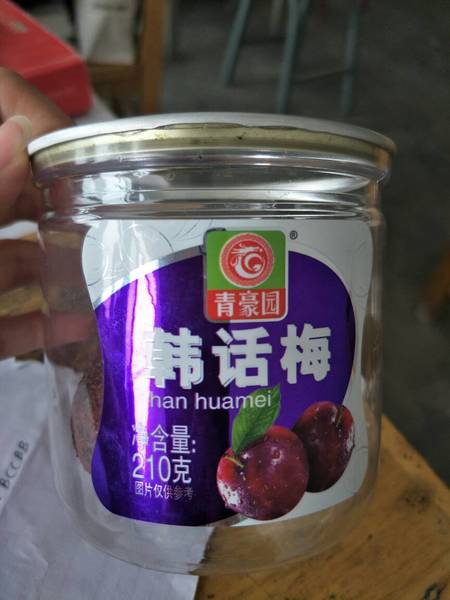 ®
青豪园
韩话梅
han huamei
净含量:
210克
图片仅供参考
BCCBB